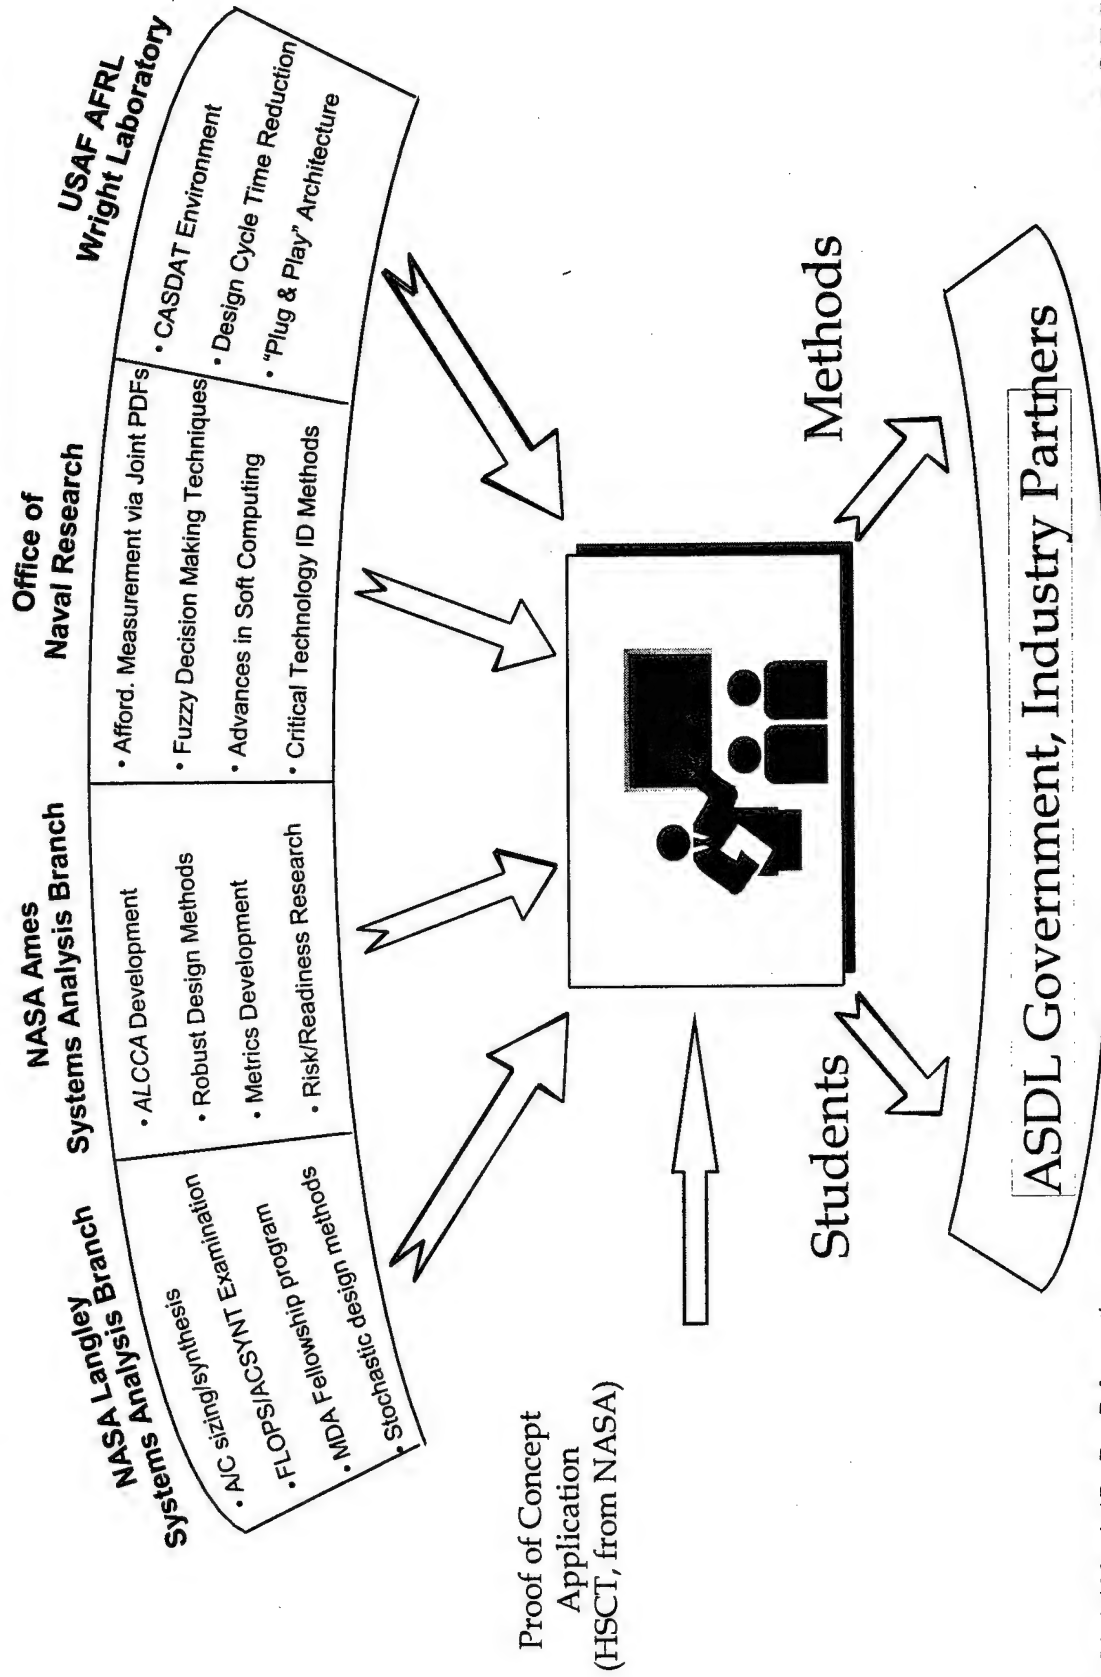 NASA Langley
Systems Analysis Branch
• A/C sizing/synthesis
• FLOPS/ACSYNT Examination
• MDA Fellowship program
• Stochastic design methods
NASA Ames
Systems Analysis Branch
• ALCCA Development
• Robust Design Methods
• Metrics Development
• Risk/Readiness Research
Office of
Naval Research
• Afford. Measurement via Joint PDFs
• Fuzzy Decision Making Techniques
• Advances in Soft Computing
• Critical Technology ID Methods
USAF AFRL
Wright Laboratory
• CASDAT Environment
• Design Cycle Time Reduction
• "Plug & Play" Architecture
Proof of Concept
Application
(HSCT, from NASA)
Students
Methods
ASDL Government, Industry Partners